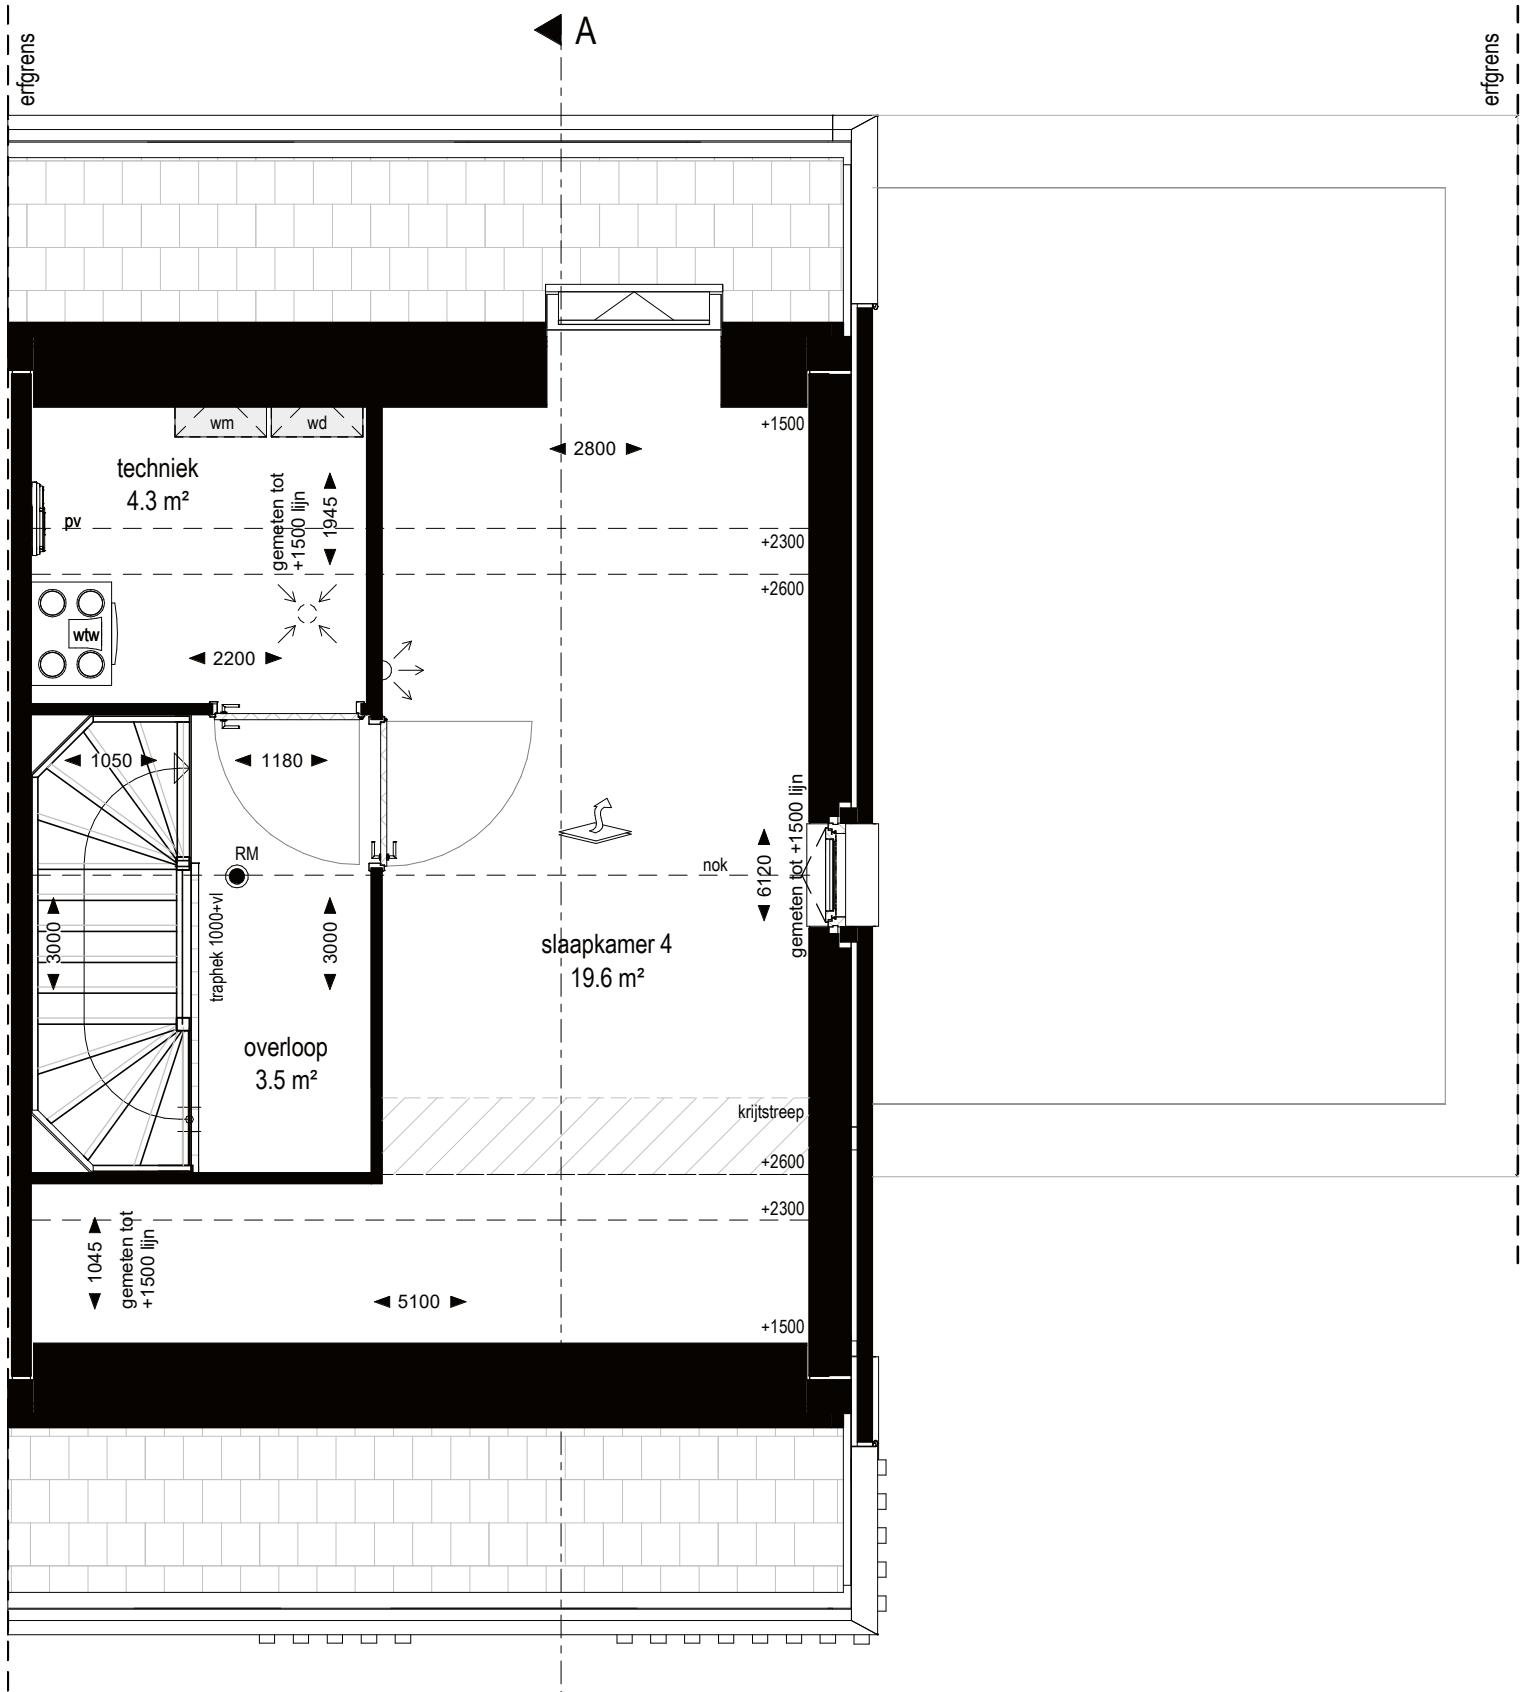 A
erfgrens
erfgrens
wm
wd
+1500
2800
techniek
4.3 m²
gemeten tot
+1500 lijn
1945
pv
+2300
+2600
wtw
2200
1050
1180
gemeten tot +1500 lijn
RM
nok
6120
3000
traphek 1000+vl
3000
slaapkamer 4
19.6 m²
overloop
3.5 m²
krijtstreep
+2600
+2300
1045
gemeten tot
+1500 lijn
5100
+1500